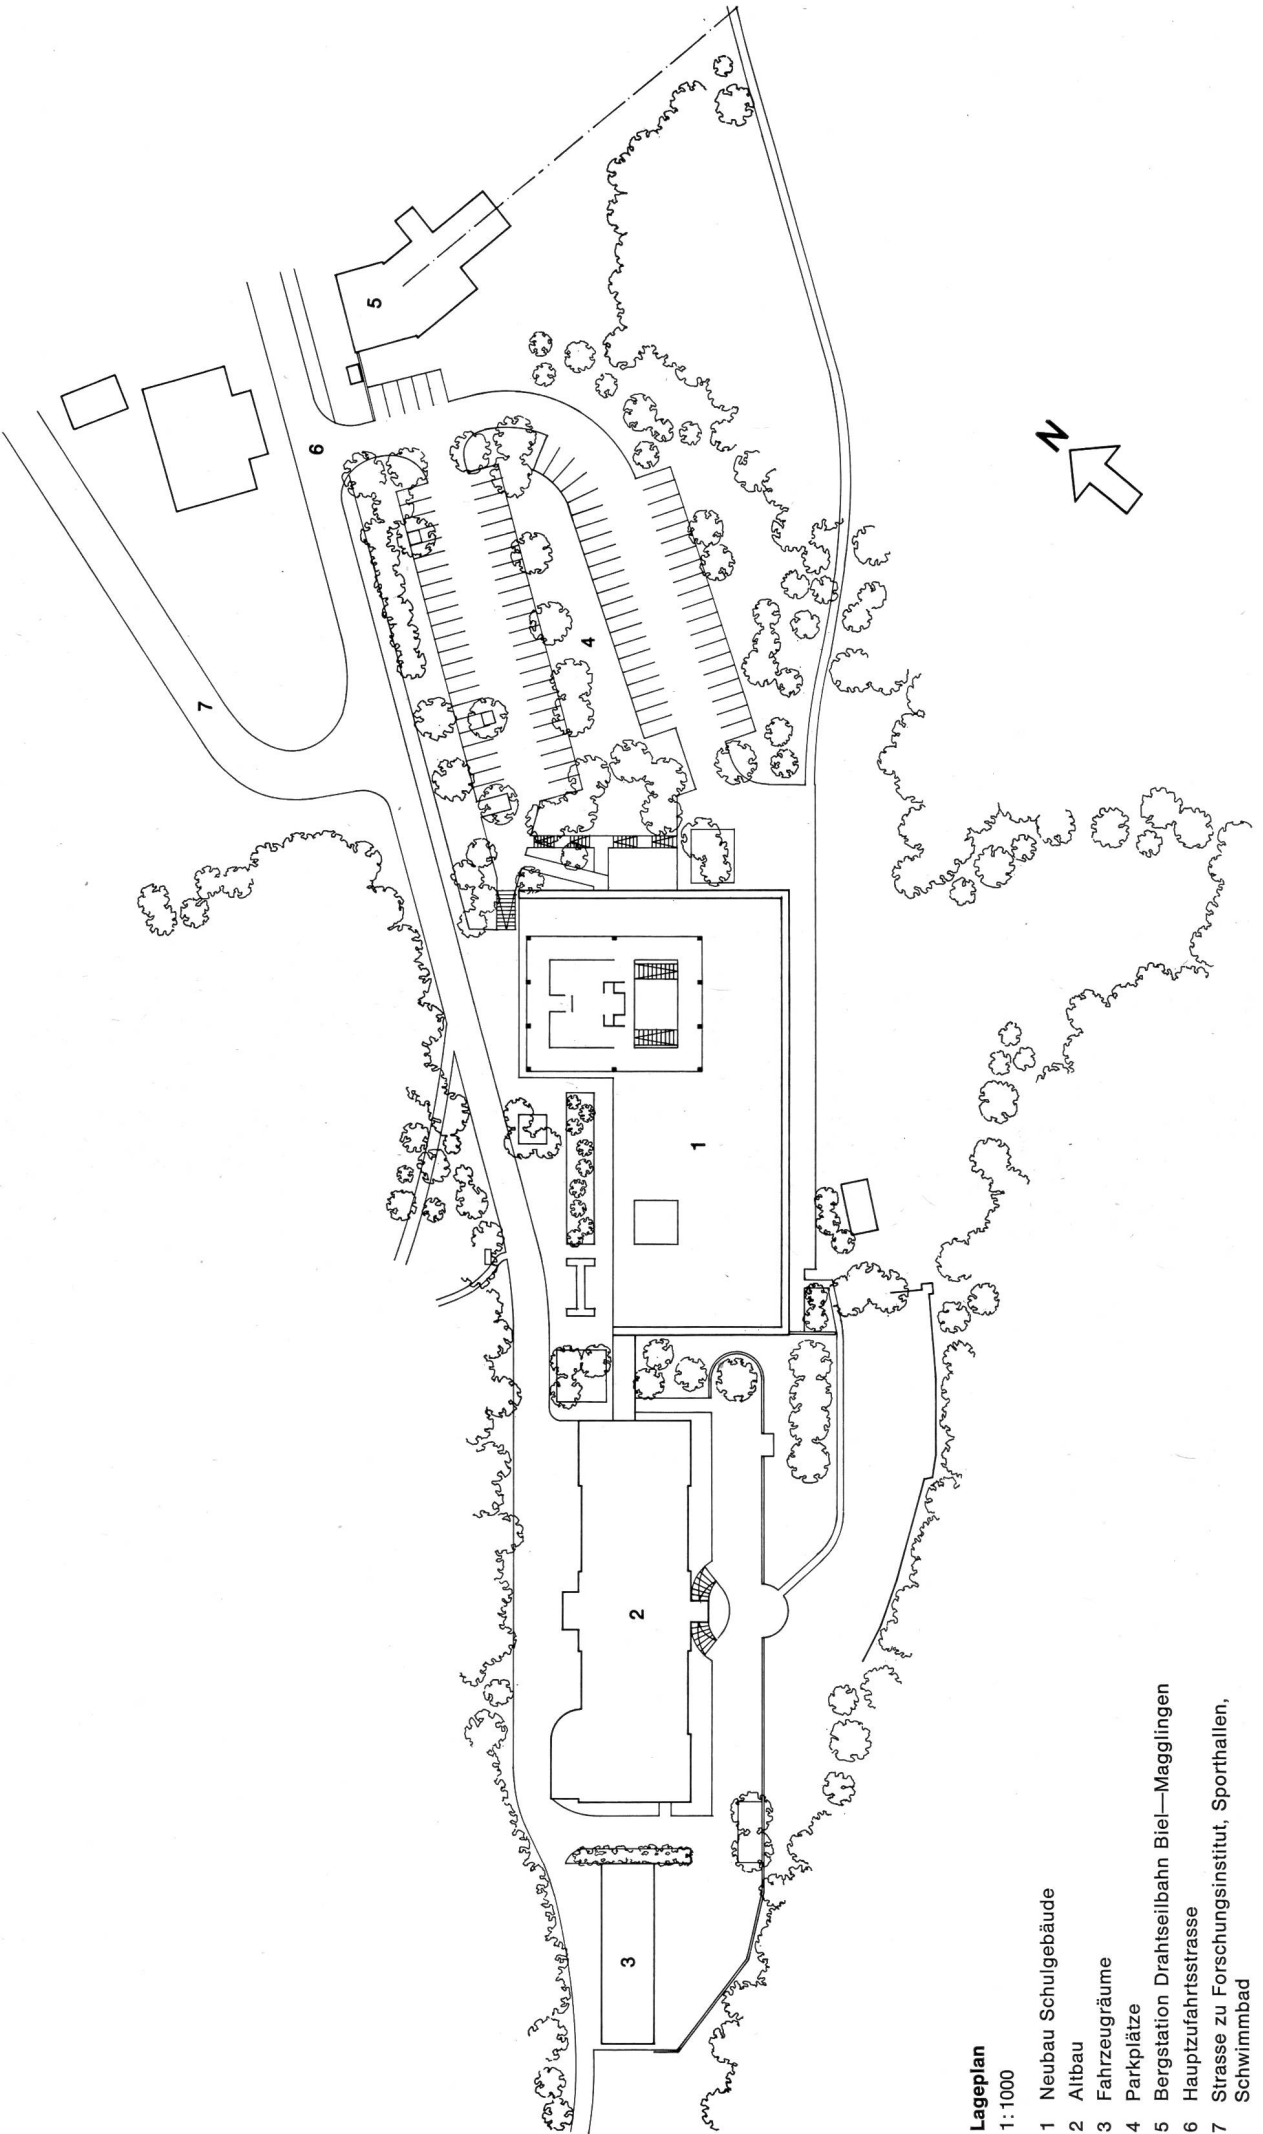 5
6
7
4
N
1
2
3
Lageplan
1:1000
1 Neubau Schulgebäude
2 Altbau
3 Fahrzeugräume
4 Parkplätze
5 Bergstation Drahtseilbahn Biel—Magglingen
6 Hauptzufahrtsstrasse
7 Strasse zu Forschungsinstitut, Sporthallen,
Schwimmbad